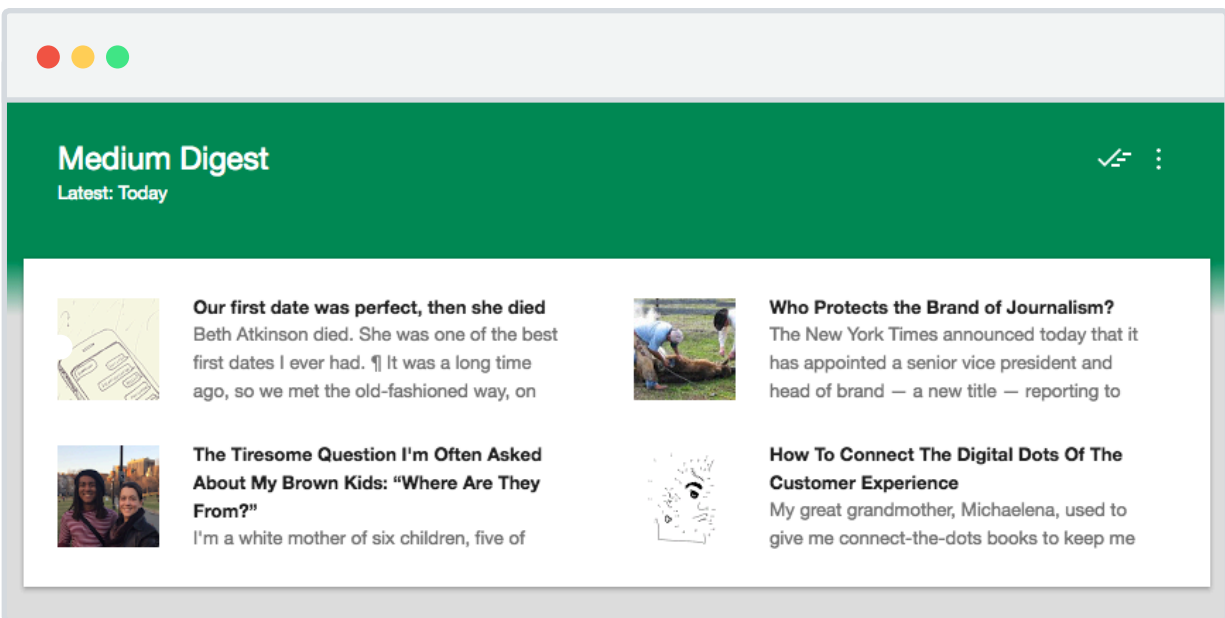 Medium Digest
Latest: Today
Our first date was perfect, then she died
Beth Atkinson died. She was one of the best
first dates I ever had. ¶ It was a long time
ago, so we met the old-fashioned way, on
Who Protects the Brand of Journalism?
The New York Times announced today that it
has appointed a senior vice president and
head of brand — a new title — reporting to
The Tiresome Question I'm Often Asked
About My Brown Kids: “Where Are They
From?”
I'm a white mother of six children, five of
How To Connect The Digital Dots Of The
Customer Experience
My great grandmother, Michaelena, used to
give me connect-the-dots books to keep me